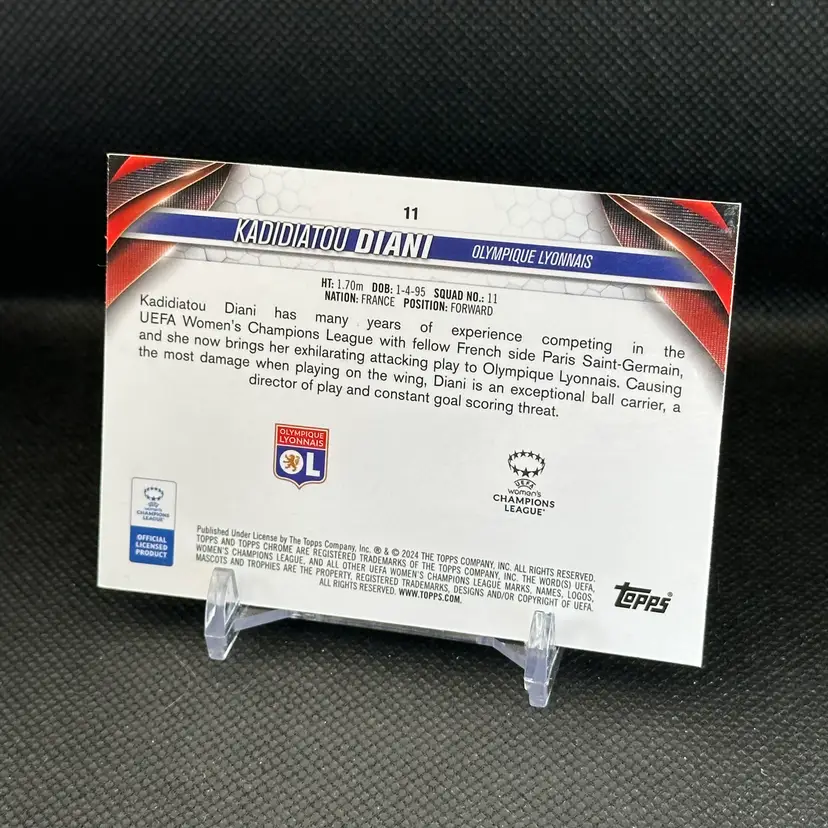 11
KADIDIATOU DIANI OLYMPIQUE LYONNAIS
HT: 1.70m DOB: 1-4-95 SQUAD NO.: 11
NATION: FRANCE POSITION: FORWARD
Kadidiatou Diani has many years of experience competing in the
UEFA Women's Champions League with fellow French side Paris Saint-Germain,
and she now brings her exhilarating attacking play to Olympique Lyonnais. Causing
the most damage when playing on the wing, Diani is an exceptional ball carrier, a
director of play and constant goal scoring threat.
OLYMPIQUE
LYONNAIS
OL
UEFA
women's
CHAMPIONS
LEAGUE
UEFA
women's
CHAMPIONS
LEAGUE
OFFICIAL
LICENSED
PRODUCT
Published Under License by The Topps Company, Inc. ® & © 2024 THE TOPPS COMPANY, INC. ALL RIGHTS RESERVED.
TOPPS AND TOPPS CHROME ARE REGISTERED TRADEMARKS OF THE TOPPS COMPANY, INC. THE WORD(S) UEFA,
WOMEN'S CHAMPIONS LEAGUE, AND ALL OTHER UEFA WOMEN'S CHAMPIONS LEAGUE MARKS, NAMES, LOGOS,
MASCOTS AND TROPHIES ARE THE PROPERTY, REGISTERED TRADEMARKS, DESIGNS AND/OR COPYRIGHT OF UEFA.
ALL RIGHTS RESERVED. WWW.TOPPS.COM.
topps